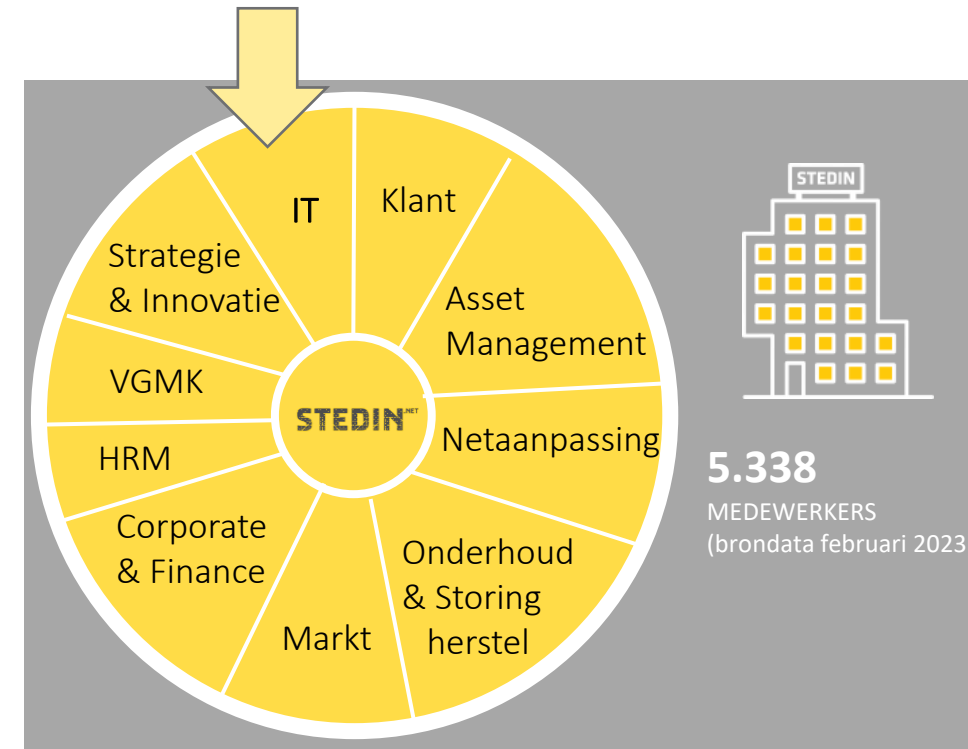 IT
Klant
Asset
Management
Netaanpassing
Onderhoud
& Storing
herstel
Markt
Corporate
& Finance
HRM
VGMK
Strategie
& Innovatie
STEDIN.NET
STEDIN
5.338
MEDEWERKERS
(brondata februari 2023